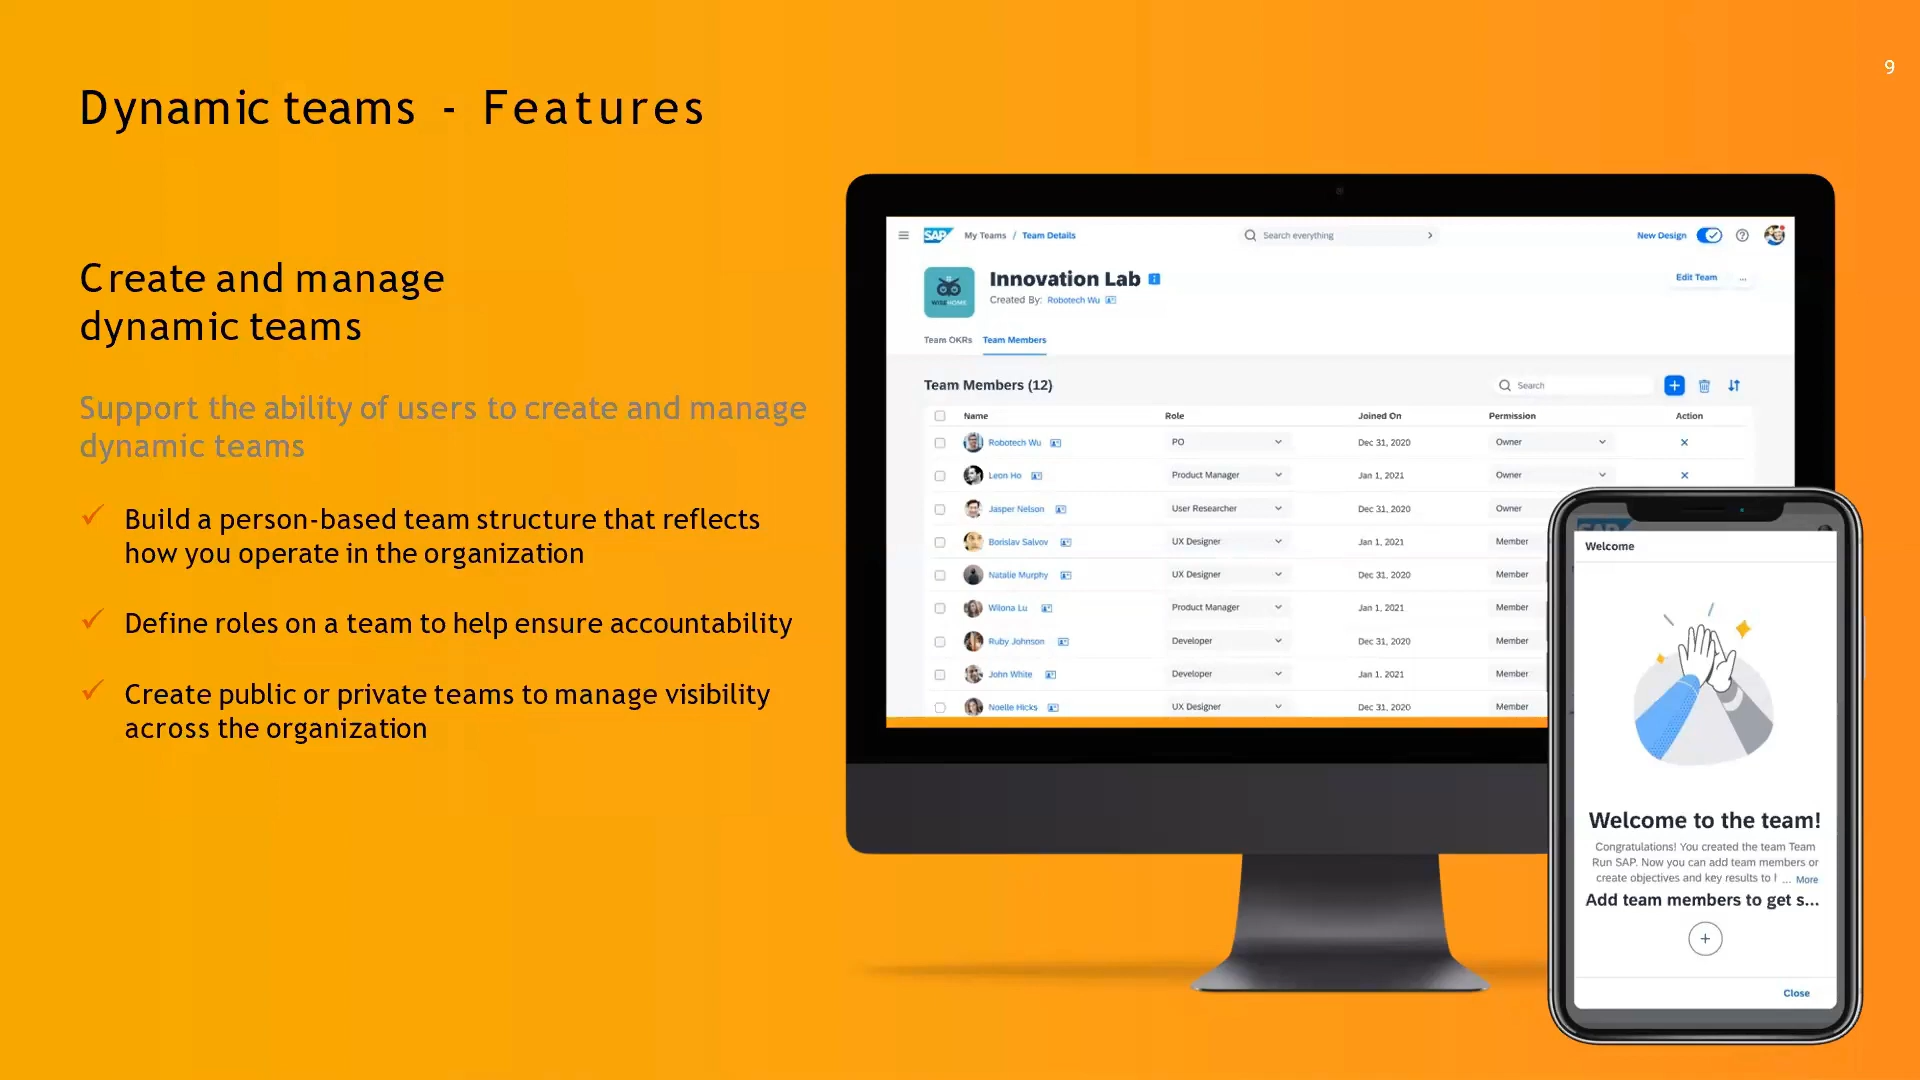 9
Dynamic teams - Features
Create and manage
dynamic teams
Support the ability of users to create and manage
dynamic teams
✓ Build a person-based team structure that reflects
how you operate in the organization
✓ Define roles on a team to help ensure accountability
✓ Create public or private teams to manage visibility
across the organization
SAP My Teams / Team Details Search everything New Design
WISEHOME
Innovation Lab
Created By: Robotech Wu
Edit Team ...
Team OKRs Team Members
Team Members (12) Search
Name Role Joined On Permission Action
Robotech Wu PO Dec 31, 2020 Owner
Leon Ho Product Manager Jan 1, 2021 Owner
Jasper Nelson User Researcher Dec 31, 2020 Owner
Borislav Salvov UX Designer Jan 1, 2021 Member
Natalie Murphy UX Designer Dec 31, 2020 Member
Wilona Lu Product Manager Jan 1, 2021 Member
Ruby Johnson Developer Dec 31, 2020 Member
John White Developer Jan 1, 2021 Member
Noelle Hicks UX Designer Dec 31, 2020 Member
SAP
Welcome
Welcome to the team!
Congratulations! You created the team Team
Run SAP. Now you can add team members or
create objectives and key results to ... More
Add team members to get s...
Close